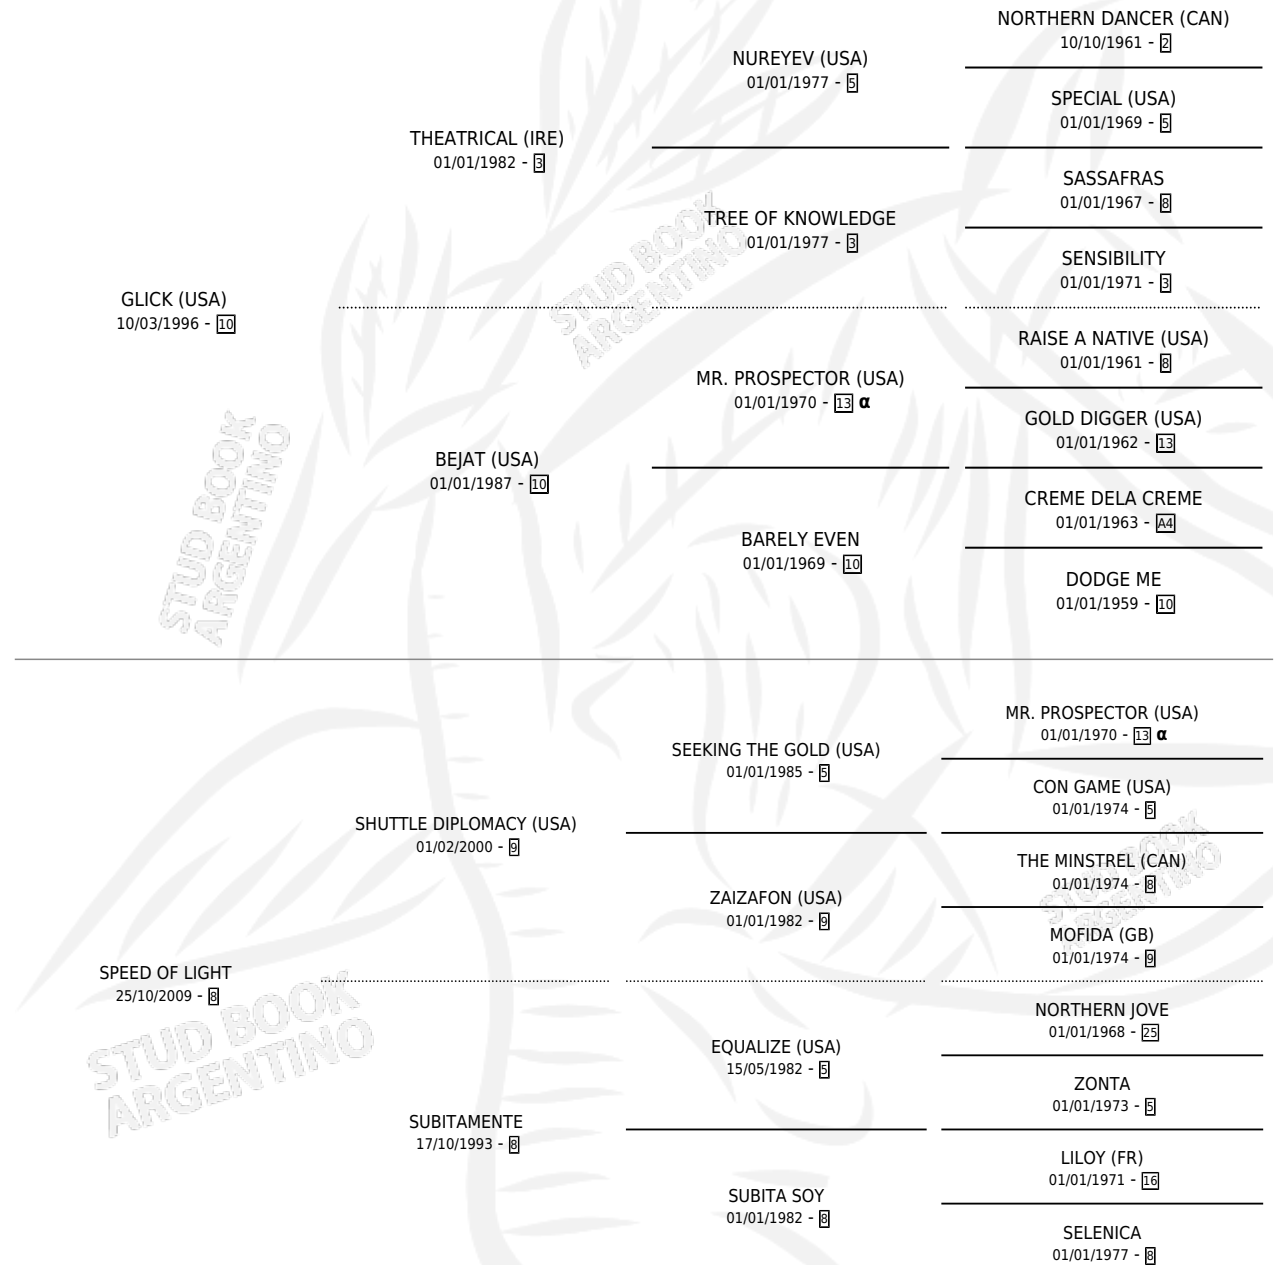 NORTHERN DANCER (CAN)
10/10/1961 - 2
NUREYEV (USA)
01/01/1977 - 5
SPECIAL (USA)
01/01/1969 - 5
THEATRICAL (IRE)
01/01/1982 - 3
SASSAFRAS
01/01/1967 - 8
TREE OF KNOWLEDGE
01/01/1977 - 3
SENSIBILITY
01/01/1971 - 3
STUD BOOK
ARGENTINO
GLICK (USA)
10/03/1996 - 10
RAISE A NATIVE (USA)
01/01/1961 - 8
MR. PROSPECTOR (USA)
01/01/1970 - 13 α
GOLD DIGGER (USA)
01/01/1962 - 13
BEJAT (USA)
01/01/1987 - 10
CREME DELA CREME
01/01/1963 - A4
BARELY EVEN
01/01/1969 - 10
DODGE ME
01/01/1959 - 10
STUD BOOK
ARGENTINO
MR. PROSPECTOR (USA)
01/01/1970 - 13 α
SEEKING THE GOLD (USA)
01/01/1985 - 5
CON GAME (USA)
01/01/1974 - 5
SHUTTLE DIPLOMACY (USA)
01/02/2000 - 9
THE MINSTREL (CAN)
01/01/1974 - 8
ZAIZAFON (USA)
01/01/1982 - 9
MOFIDA (GB)
01/01/1974 - 9
STUD BOOK
ARGENTINO
SPEED OF LIGHT
25/10/2009 - 8
NORTHERN JOVE
01/01/1968 - 25
EQUALIZE (USA)
15/05/1982 - 5
ZONTA
01/01/1973 - 5
STUD BOOK
ARGENTINO
SUBITAMENTE
17/10/1993 - 8
LILOY (FR)
01/01/1971 - 16
SUBITA SOY
01/01/1982 - 8
SELENICA
01/01/1977 - 8